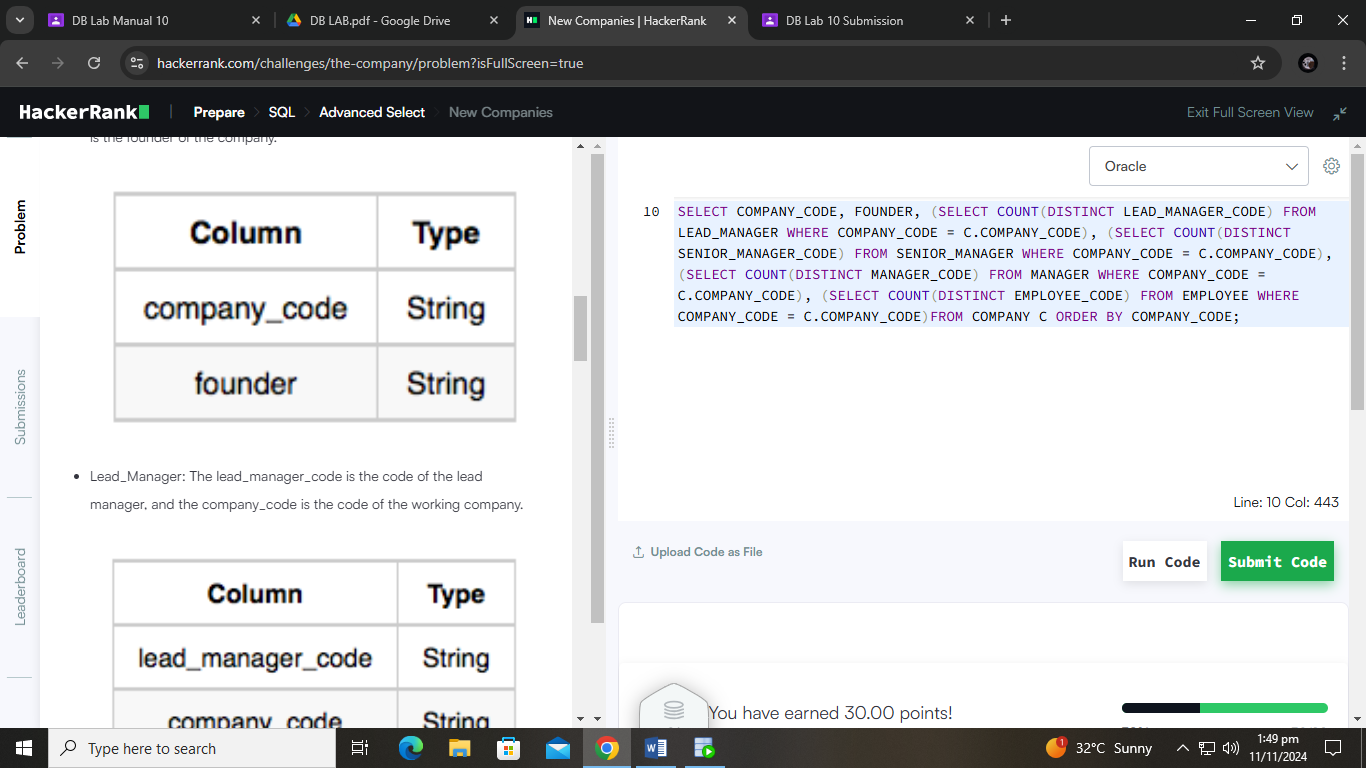 DB Lab Manual 10
DB LAB.pdf - Google Drive
New Companies | HackerRank
DB Lab 10 Submission
hackerrank.com/challenges/the-company/problem?isFullScreen=true
HackerRank
Prepare
SQL
Advanced Select
New Companies
Exit Full Screen View
Problem
Submissions
Leaderboard
is the founder of the company.
Column Type
company_code String
founder String
Lead_Manager: The lead_manager_code is the code of the lead
manager, and the company_code is the code of the working company.
Column Type
lead_manager_code String
company_code String
Oracle
10 SELECT COMPANY_CODE, FOUNDER, (SELECT COUNT(DISTINCT LEAD_MANAGER_CODE) FROM
LEAD_MANAGER WHERE COMPANY_CODE = C.COMPANY_CODE), (SELECT COUNT(DISTINCT
SENIOR_MANAGER_CODE) FROM SENIOR_MANAGER WHERE COMPANY_CODE = C.COMPANY_CODE),
(SELECT COUNT(DISTINCT MANAGER_CODE) FROM MANAGER WHERE COMPANY_CODE =
C.COMPANY_CODE), (SELECT COUNT(DISTINCT EMPLOYEE_CODE) FROM EMPLOYEE WHERE
COMPANY_CODE = C.COMPANY_CODE)FROM COMPANY C ORDER BY COMPANY_CODE;
Line: 10 Col: 443
Upload Code as File
Run Code
Submit Code
You have earned 30.00 points!
Type here to search
1
32°C Sunny
1:49 pm
11/11/2024